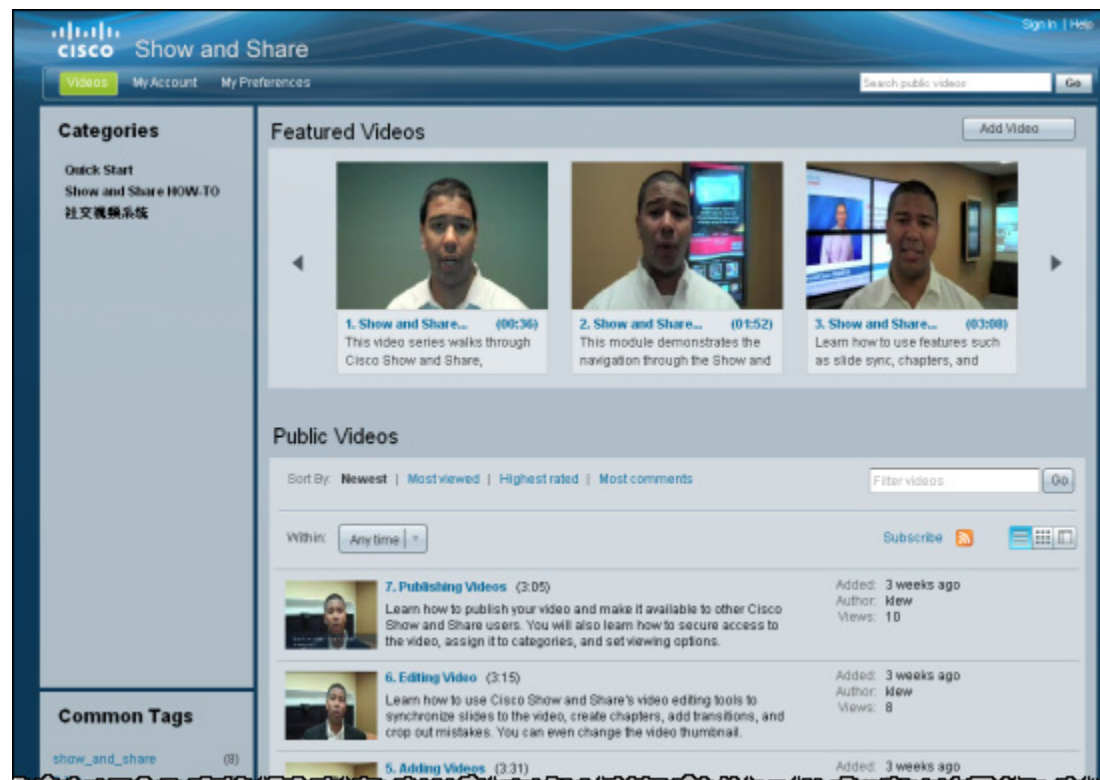 Sign In | Help
CISCO Show and Share
Videos My Account My Preferences
Search public videos Go
Categories
Quick Start
Show and Share HOW-TO
社交视频系统
Featured Videos
Add Video
1. Show and Share... (00:36)
This video series walks through
Cisco Show and Share,
2. Show and Share... (01:52)
This module demonstrates the
navigation through the Show and
3. Show and Share... (03:08)
Learn how to use features such
as slide sync, chapters, and
Public Videos
Sort By: Newest | Most viewed | Highest rated | Most comments
Filter videos Go
Within: Any time
Subscribe
7. Publishing Videos (3:05)
Learn how to publish your video and make it available to other Cisco
Show and Share users. You will also learn how to secure access to
the video, assign it to categories, and set viewing options.
Added: 3 weeks ago
Author: klew
Views: 10
6. Editing Video (3:15)
Learn how to use Cisco Show and Share's video editing tools to
synchronize slides to the video, create chapters, add transitions, and
crop out mistakes. You can even change the video thumbnail.
Added: 3 weeks ago
Author: klew
Views: 8
5. Adding Videos (3:31)
Added: 3 weeks ago
Common Tags
show_and_share (8)